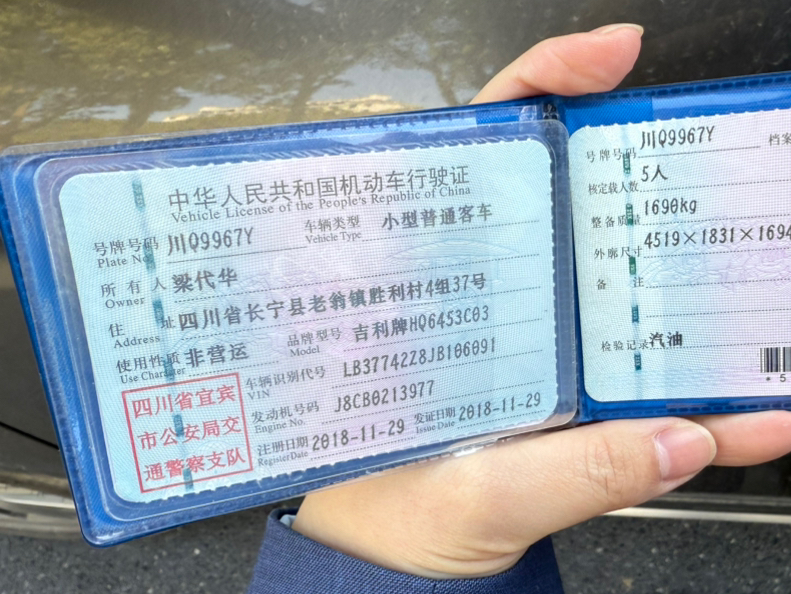 中华人民共和国机动车行驶证
Vehicle License of the People's Republic of China
号牌号码 川Q9967Y 车辆类型 小型普通客车
Plate No. Vehicle Type
所有人 梁代华
Owner
住址 四川省长宁县老翁镇胜利村4组37号
Address
使用性质 非营运 品牌型号 吉利牌HQ6453C03
Use Character Model
车辆识别代号 LB37742Z8JB106091
VIN
发动机号码 J8CB0213977
Engine No.
注册日期 2018-11-29 发证日期 2018-11-29
Register Date Issue Date
四川省宜宾
市公安局交
通警察支队
号牌号码 川Q9967Y 档案
核定载人数 5人
整备质量 1690kg
外廓尺寸 4519×1831×1694
备注
检验记录 汽油
*5